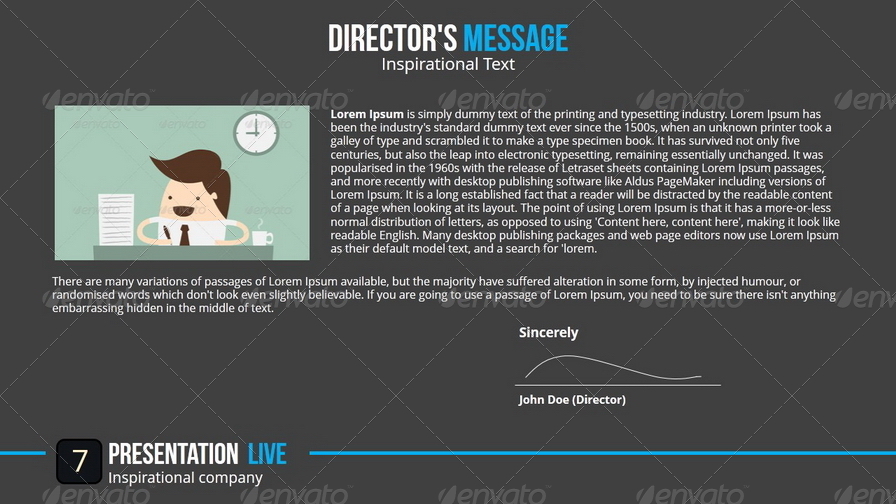 DIRECTOR'S MESSAGE
Inspirational Text
Lorem Ipsum is simply dummy text of the printing and typesetting industry. Lorem Ipsum has
been the industry's standard dummy text ever since the 1500s, when an unknown printer took a
galley of type and scrambled it to make a type specimen book. It has survived not only five
centuries, but also the leap into electronic typesetting, remaining essentially unchanged. It was
popularised in the 1960s with the release of Letraset sheets containing Lorem Ipsum passages,
and more recently with desktop publishing software like Aldus PageMaker including versions of
Lorem Ipsum. It is a long established fact that a reader will be distracted by the readable content
of a page when looking at its layout. The point of using Lorem Ipsum is that it has a more-or-less
normal distribution of letters, as opposed to using 'Content here, content here', making it look like
readable English. Many desktop publishing packages and web page editors now use Lorem Ipsum
as their default model text, and a search for 'lorem.
There are many variations of passages of Lorem Ipsum available, but the majority have suffered alteration in some form, by injected humour, or
randomised words which don't look even slightly believable. If you are going to use a passage of Lorem Ipsum, you need to be sure there isn't anything
embarrassing hidden in the middle of text.
Sincerely
John Doe (Director)
7
PRESENTATION LIVE
Inspirational company
envato